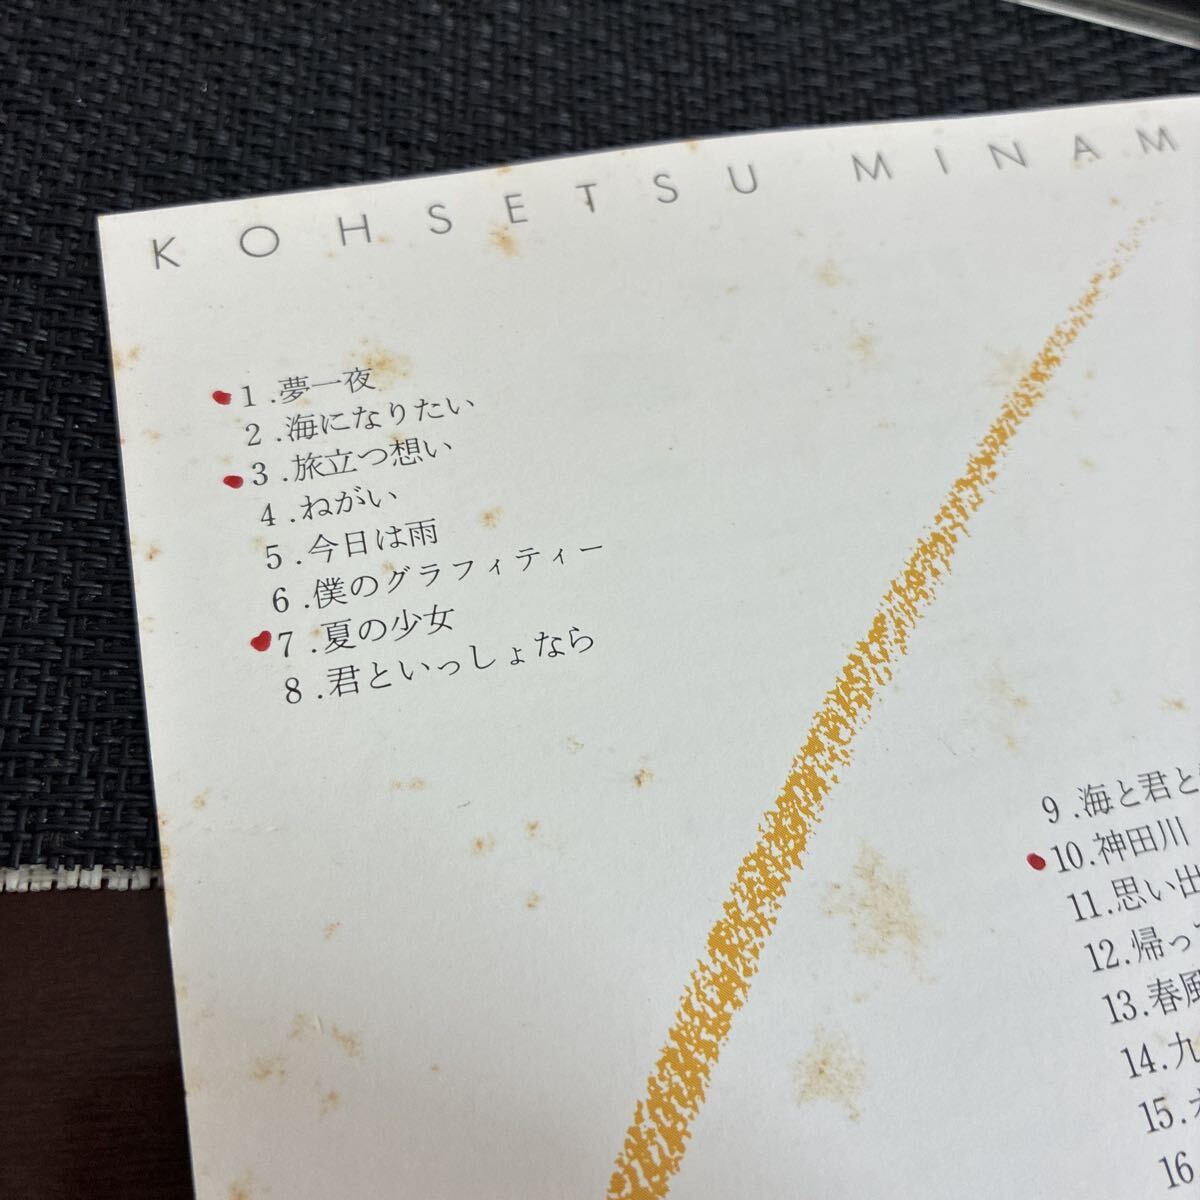 KOHSETSU MINAM
1.夢一夜
2.海になりたい
3.旅立つ想い
4.ねがい
5.今日は雨
6.僕のグラフィティー
7.夏の少女
8.君といっしょなら
9.海と君と
10.神田川
11.思い出
12.帰っ
13.春風
14.九
15.
16